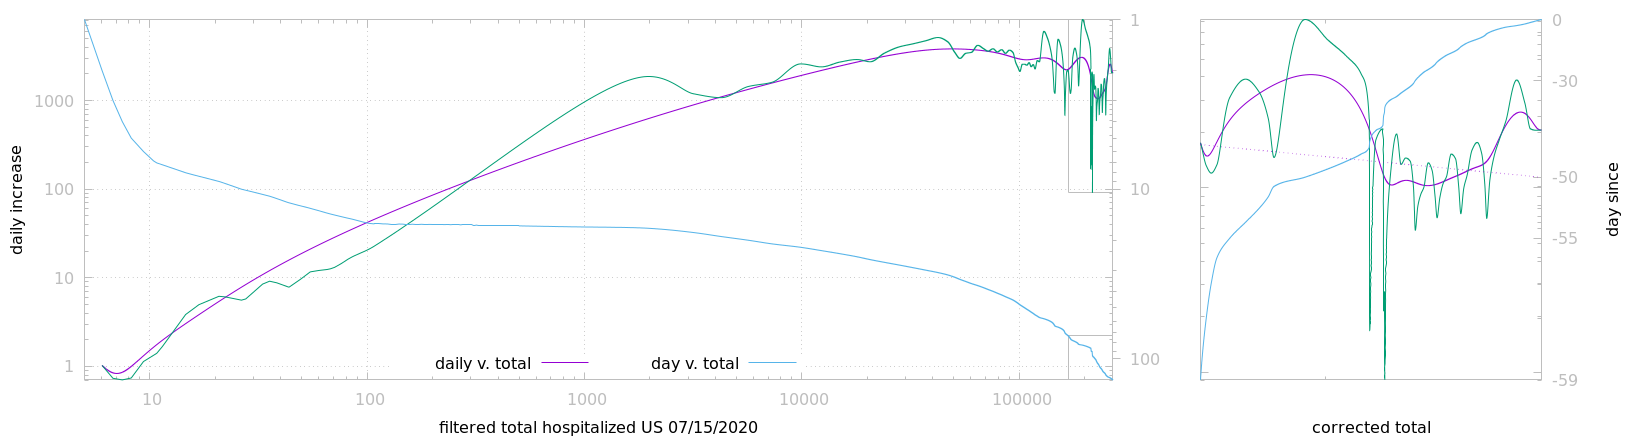 daily increase
1000
100
10
1
10
100
1000
10000
100000
1
10
100
daily v. total
day v. total
filtered total hospitalized US 07/15/2020
0
-30
-50
-55
-59
day since
corrected total